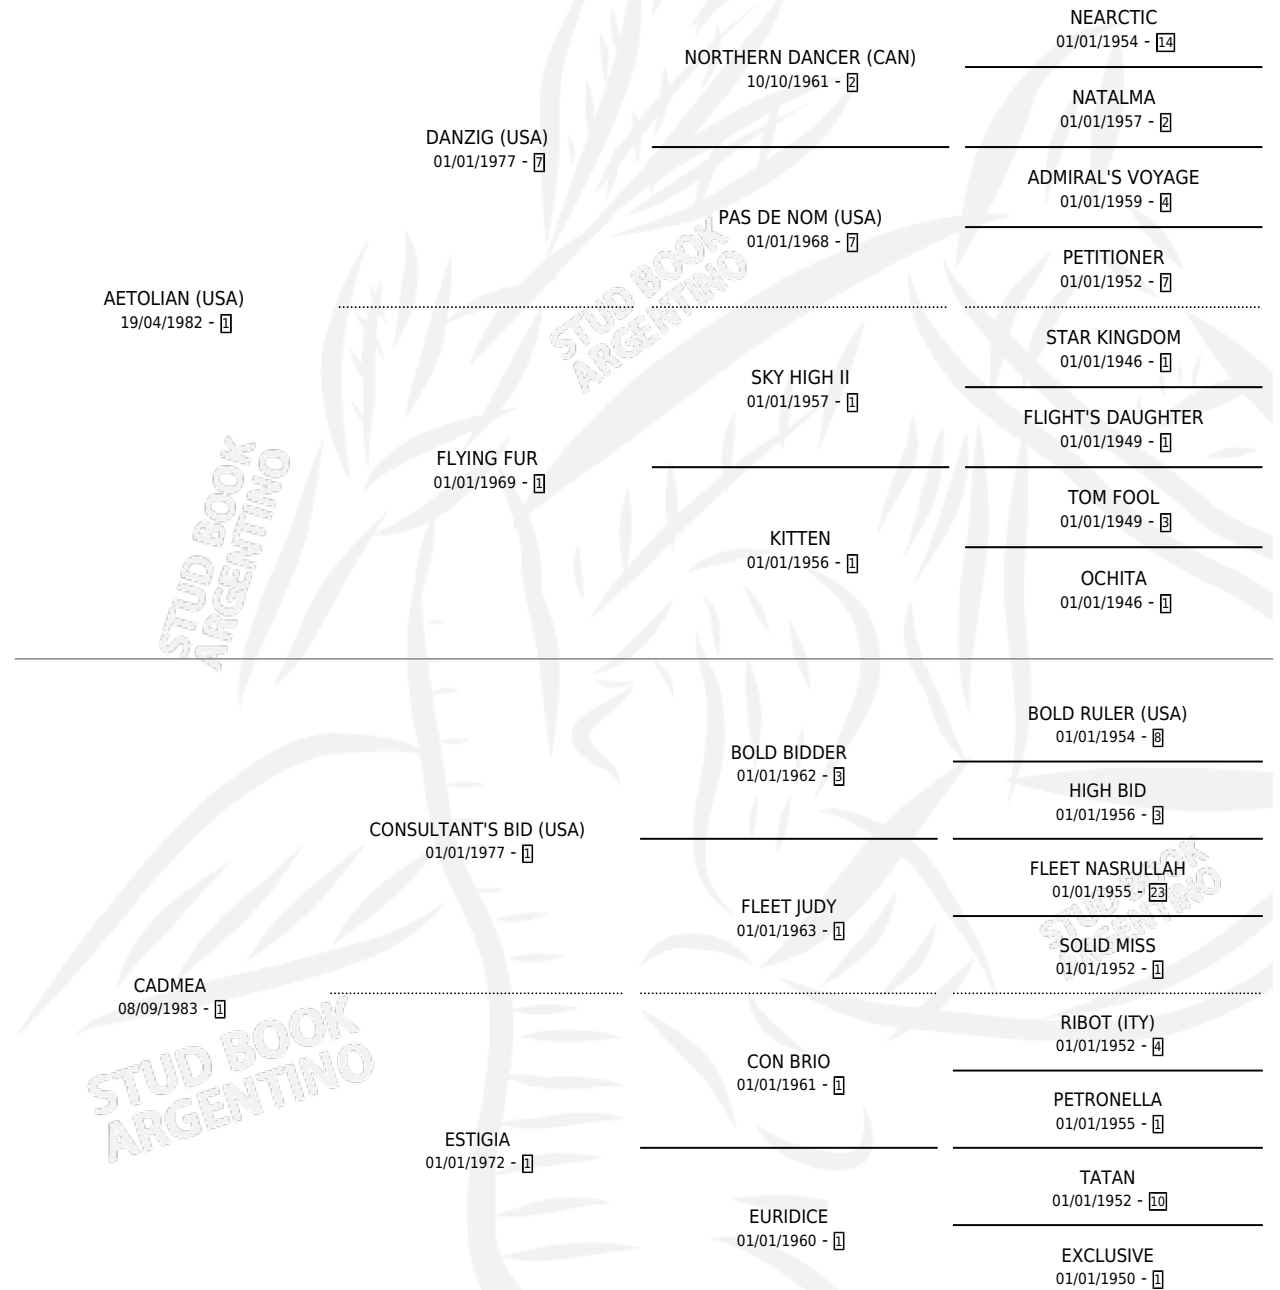 NEARCTIC
01/01/1954 - 14
NORTHERN DANCER (CAN)
10/10/1961 - 2
NATALMA
01/01/1957 - 2
DANZIG (USA)
01/01/1977 - 7
ADMIRAL'S VOYAGE
01/01/1959 - 4
PAS DE NOM (USA)
01/01/1968 - 7
PETITIONER
01/01/1952 - 7
AETOLIAN (USA)
19/04/1982 - 1
STAR KINGDOM
01/01/1946 - 1
SKY HIGH II
01/01/1957 - 1
FLIGHT'S DAUGHTER
01/01/1949 - 1
FLYING FUR
01/01/1969 - 1
TOM FOOL
01/01/1949 - 3
KITTEN
01/01/1956 - 1
OCHITA
01/01/1946 - 1
STUD BOOK
ARGENTINO
STUD BOOK
ARGENTINO
BOLD RULER (USA)
01/01/1954 - 8
BOLD BIDDER
01/01/1962 - 3
HIGH BID
01/01/1956 - 3
CONSULTANT'S BID (USA)
01/01/1977 - 1
FLEET NASRULLAH
01/01/1955 - 23
FLEET JUDY
01/01/1963 - 1
SOLID MISS
01/01/1952 - 1
STUD BOOK
ARGENTINO
CADMEA
08/09/1983 - 1
RIBOT (ITY)
01/01/1952 - 4
CON BRIO
01/01/1961 - 1
PETRONELLA
01/01/1955 - 1
STUD BOOK
ARGENTINO
ESTIGIA
01/01/1972 - 1
TATAN
01/01/1952 - 10
EURIDICE
01/01/1960 - 1
EXCLUSIVE
01/01/1950 - 1